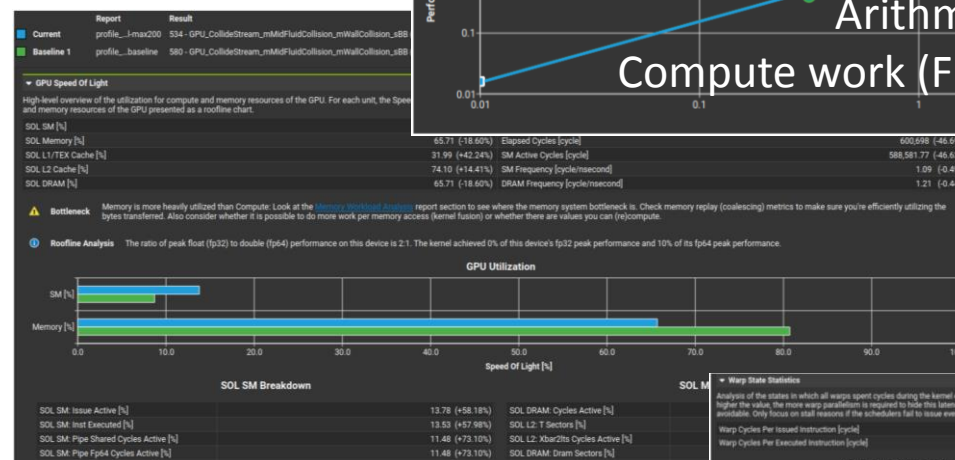 Report Result
Current profile_...l-max200 534 - GPU_CollideStream_mMidFluidCollision_mWallCollision_sBB
Baseline 1 profile_...baseline 580 - GPU_CollideStream_mMidFluidCollision_mWallCollision_sBB
Perfo
0.1
0.01
0.01 0.1 1
Arithm
Compute work (F
GPU Speed Of Light
High-level overview of the utilization for compute and memory resources of the GPU. For each unit, the Spee
and memory resources of the GPU presented as a roofline chart.
SOL SM [%]
SOL Memory [%] 65.71 (-18.60%) Elapsed Cycles [cycle] 600,698 (-46.6
SOL L1/TEX Cache [%] 31.99 (+42.24%) SM Active Cycles [cycle] 588,581.77 (-46.6
SOL L2 Cache [%] 74.10 (+14.41%) SM Frequency [cycle/nsecond] 1.09 (-0.4
SOL DRAM [%] 65.71 (-18.60%) DRAM Frequency [cycle/nsecond] 1.21 (-0.4
Bottleneck Memory is more heavily utilized than Compute: Look at the Memory Workload Analysis report section to see where the memory system bottleneck is. Check memory replay (coalescing) metrics to make sure you're efficiently utilizing the
bytes transferred. Also consider whether it is possible to do more work per memory access (kernel fusion) or whether there are values you can (re)compute.
Roofline Analysis The ratio of peak float (fp32) to double (fp64) performance on this device is 2:1. The kernel achieved 0% of this device's fp32 peak performance and 10% of its fp64 peak performance.
GPU Utilization
SM [%]
Memory [%]
0.0 10.0 20.0 30.0 40.0 50.0 60.0 70.0 80.0 90.0
Speed Of Light [%]
SOL SM Breakdown SOL M
SOL SM: Issue Active [%] 13.78 (+58.18%) SOL DRAM: Cycles Active [%]
SOL SM: Inst Executed [%] 13.53 (+57.98%) SOL L2: T Sectors [%]
SOL SM: Pipe Shared Cycles Active [%] 11.48 (+73.10%) SOL L2: Xbar2lts Cycles Active [%]
SOL SM: Pipe Fp64 Cycles Active [%] 11.48 (+73.10%) SOL DRAM: Dram Sectors [%]
Warp State Statistics
Analysis of the states in which all warps spent cycles during the kernel
higher the value, the more warp parallelism is required to hide this laten
avoidable. Only focus on stall reasons if the schedulers fail to issue eve
Warp Cycles Per Issued Instruction [cycle]
Warp Cycles Per Executed Instruction [cycle]